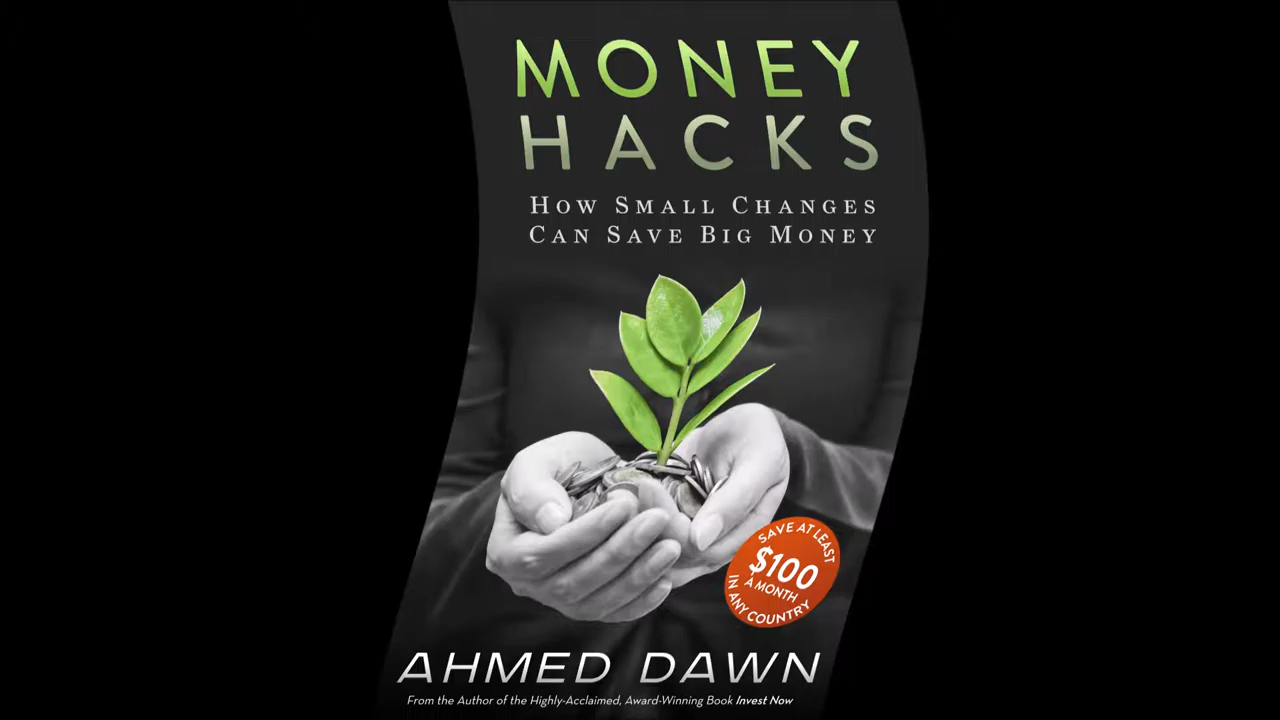 MONEY
HACKS
HOW SMALL CHANGES
CAN SAVE BIG MONEY
SAVE AT LEAST
$100
A MONTH
IN ANY COUNTRY
AHMED DAWN
From the Author of the Highly-Acclaimed, Award-Winning Book Invest Now